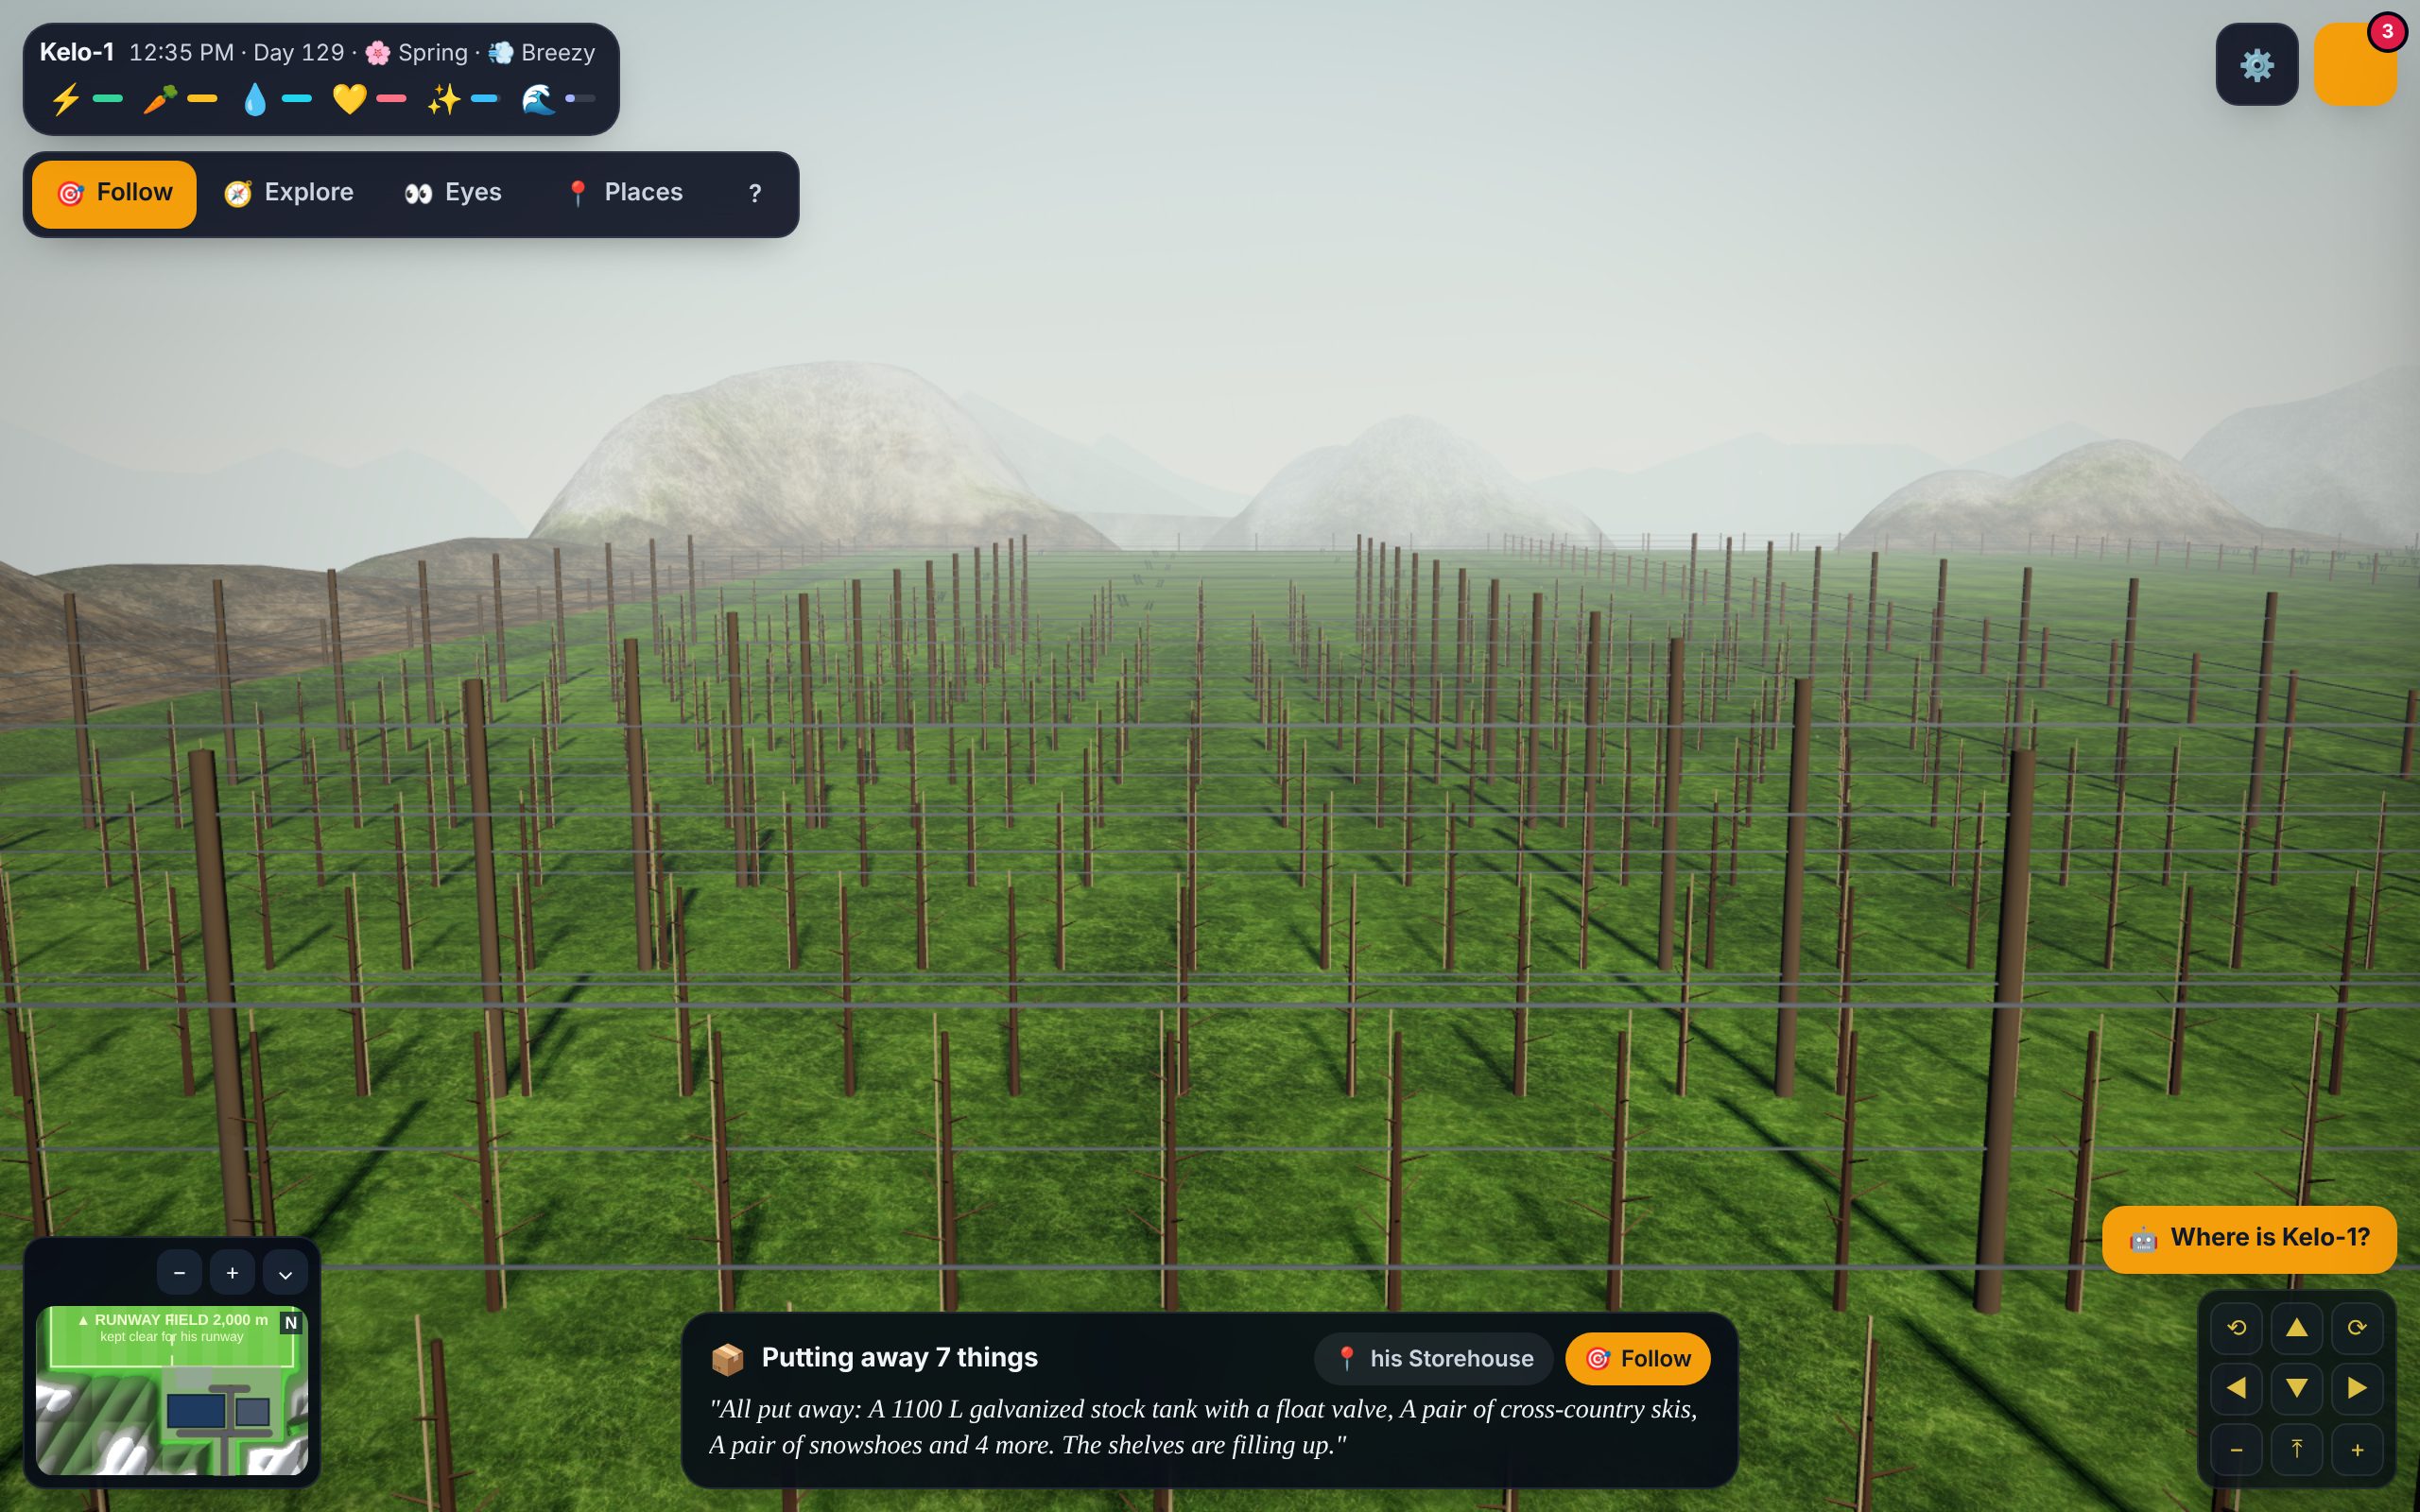 Kelo-1 12:35 PM · Day 129 · 🌸 Spring · 💨 Breezy
3
Follow Explore Eyes Places ?
Where is Kelo-1?
▲ RUNWAY FIELD 2,000 m
kept clear for his runway
N
Putting away 7 things
his Storehouse
Follow
"All put away: A 1100 L galvanized stock tank with a float valve, A pair of cross-country skis,
A pair of snowshoes and 4 more. The shelves are filling up."